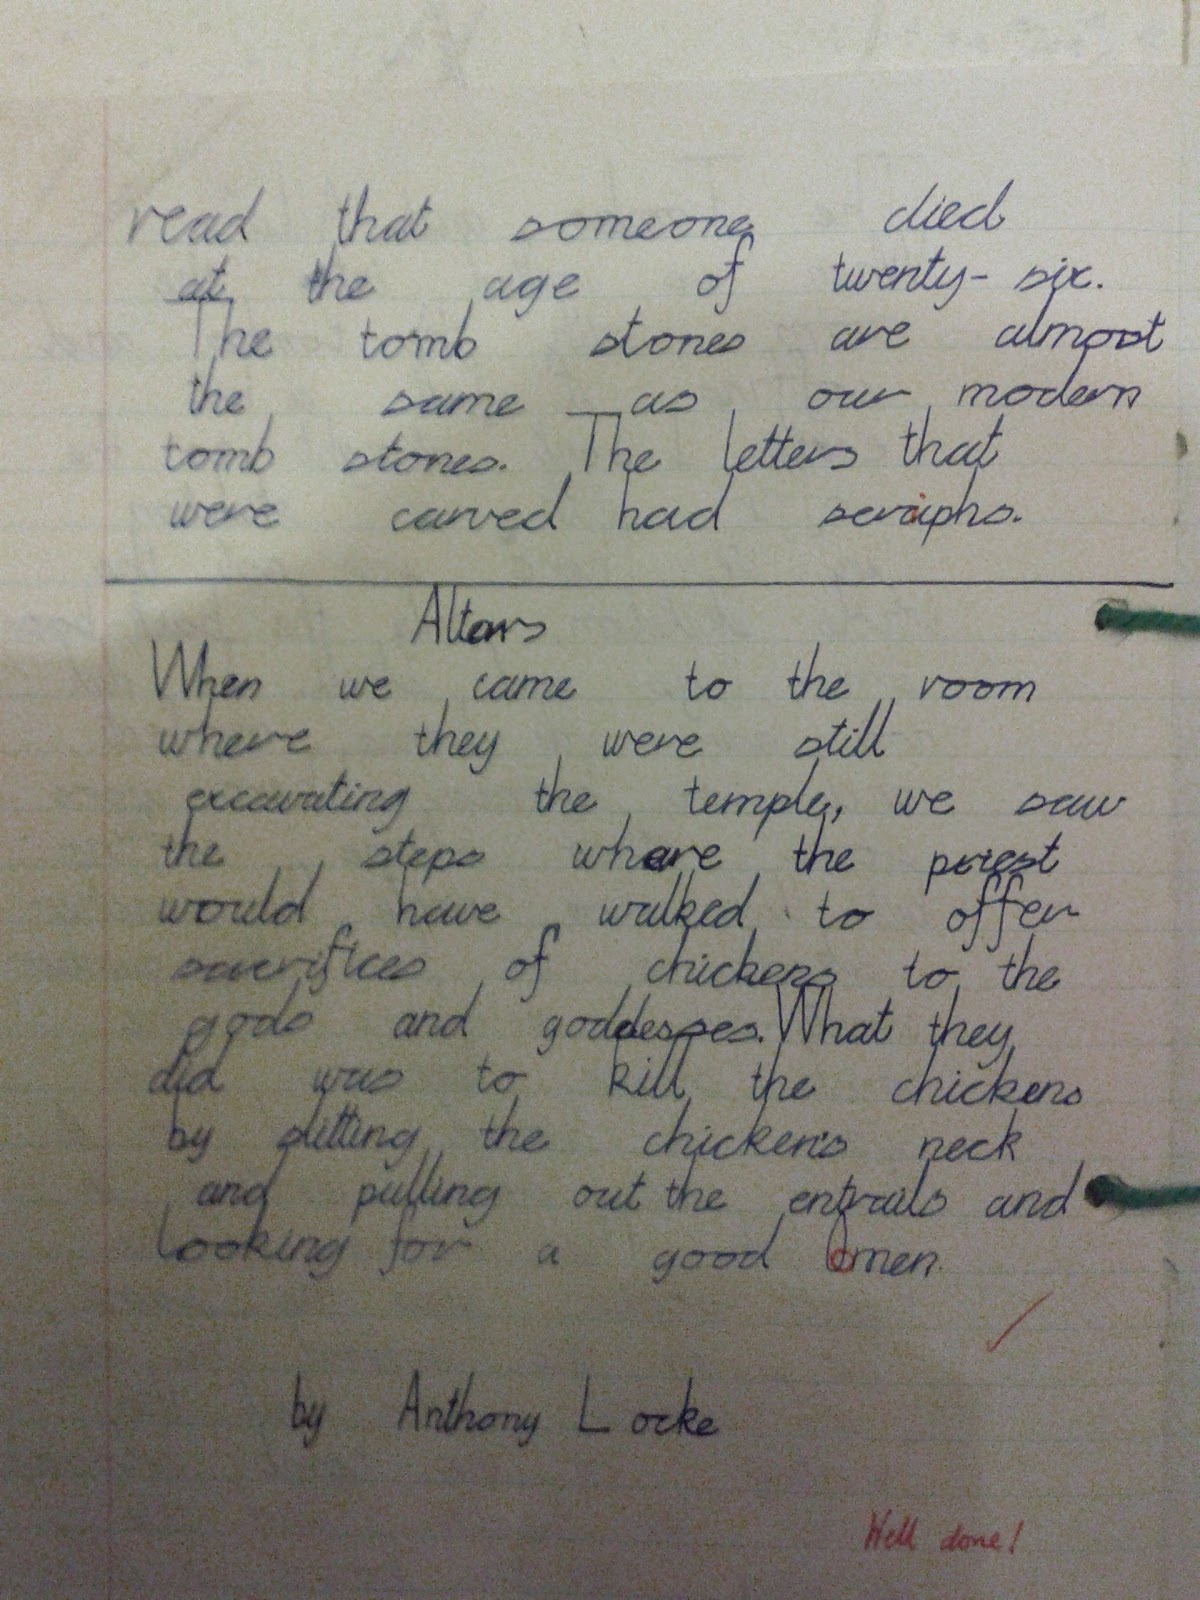 read that someone died
at the age of twenty-six.
The tomb stones are almost
the same as our modern
tomb stones. The letters that
were carved had seriphs.
Altars
When we came to the room
where they were still
excavating the temple, we saw
the steps where the priest
would have walked to offer
sacrifices of chickens to the
gods and goddesses. What they
did was to kill the chickens
by slitting the chicken's neck
and pulling out the entrails and
looking for a good omen.
by Anthony Locke
Well done!